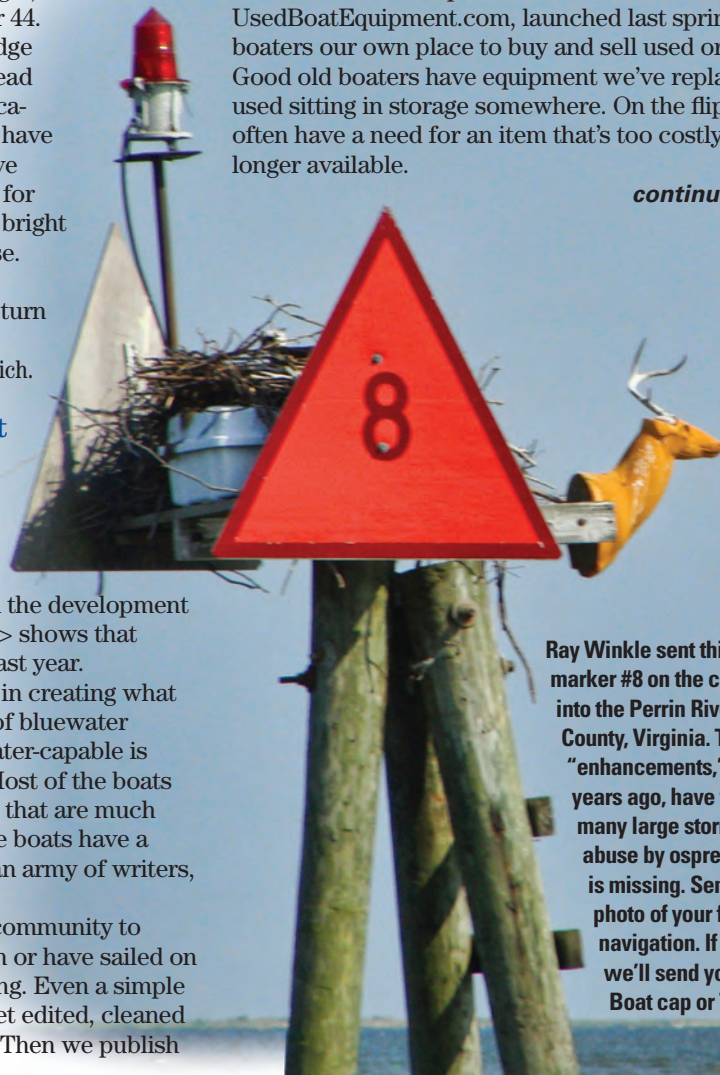 r 44.
dge
ead
ca-
have
ve
for
bright
se.
turn
ich.
t
the development
> shows that
ast year.
in creating what
of bluewater
ater-capable is
Most of the boats
that are much
e boats have a
an army of writers,
community to
n or have sailed on
ng. Even a simple
et edited, cleaned
Then we publish
UsedBoatEquipment.com, launched last sprin
boaters our own place to buy and sell used or
Good old boaters have equipment we’ve repla
used sitting in storage somewhere. On the flip
often have a need for an item that’s too costly
longer available.
continu
8
Ray Winkle sent thi
marker #8 on the c
into the Perrin Riv
County, Virginia. T
“enhancements,”
years ago, have
many large stor
abuse by ospre
is missing. Sen
photo of your f
navigation. If
we’ll send yo
Boat cap or